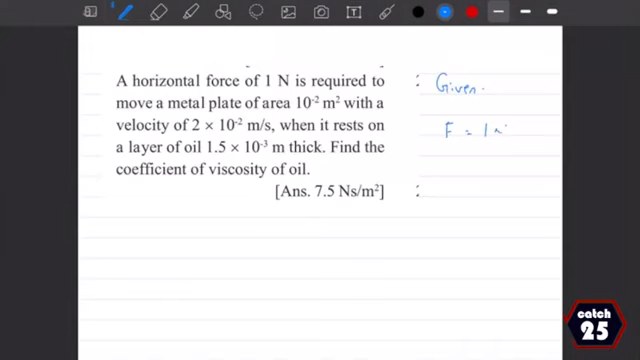 A horizontal force of 1 N is required to
move a metal plate of area 10⁻² m² with a
velocity of 2 × 10⁻² m/s, when it rests on
a layer of oil 1.5 × 10⁻³ m thick. Find the
coefficient of viscosity of oil.
[Ans. 7.5 Ns/m²]
Given.
F = 1 N
catch
25